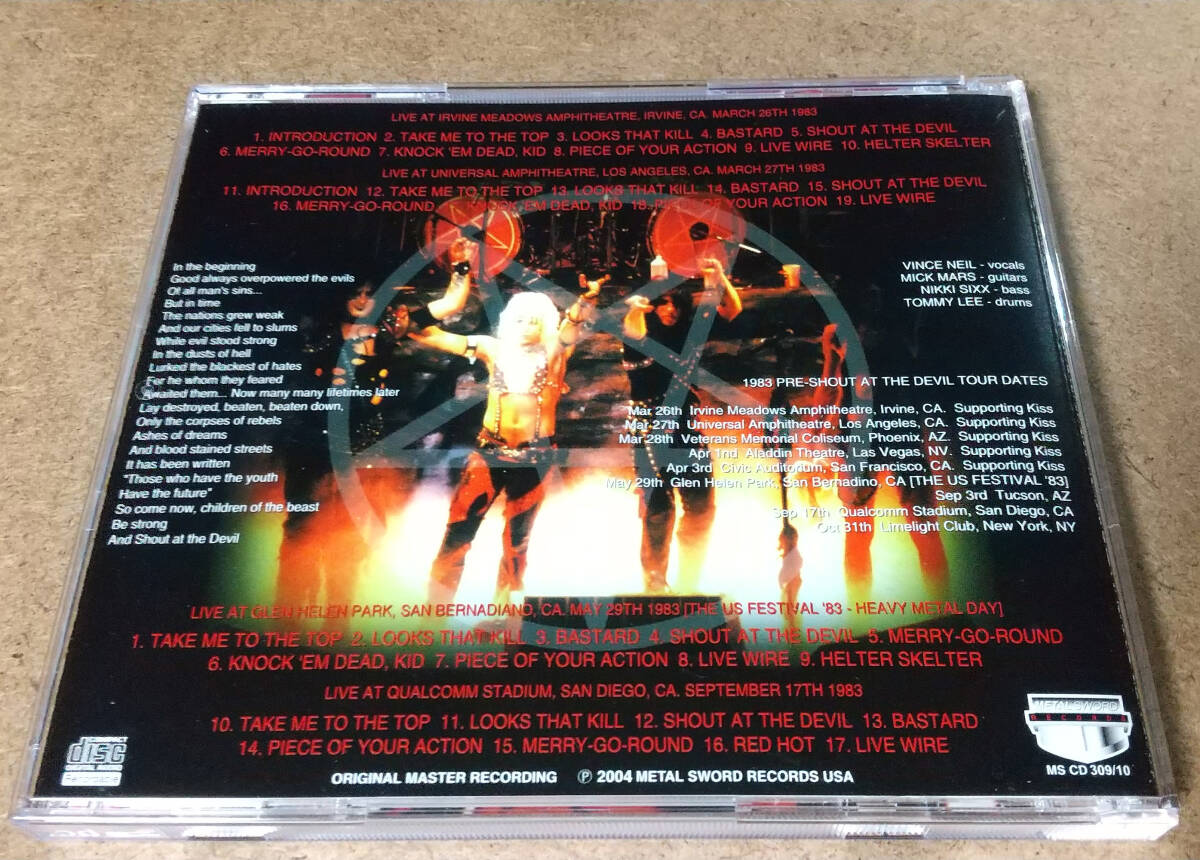 LIVE AT IRVINE MEADOWS AMPHITHEATRE, IRVINE, CA. MARCH 26TH 1983
1. INTRODUCTION 2. TAKE ME TO THE TOP 3. LOOKS THAT KILL 4. BASTARD 5. SHOUT AT THE DEVIL
6. MERRY-GO-ROUND 7. KNOCK 'EM DEAD, KID 8. PIECE OF YOUR ACTION 9. LIVE WIRE 10. HELTER SKELTER
LIVE AT UNIVERSAL AMPHITHEATRE, LOS ANGELES, CA. MARCH 27TH 1983
11. INTRODUCTION 12. TAKE ME TO THE TOP 13. LOOKS THAT KILL 14. BASTARD 15. SHOUT AT THE DEVIL
16. MERRY-GO-ROUND KNOCK 'EM DEAD, KID 18. PIECE OF YOUR ACTION 19. LIVE WIRE
In the beginning
Good always overpowered the evils
Of all man's sins...
But in time
The nations grew weak
And our cities fell to slums
While evil stood strong
In the dusts of hell
Lurked the blackest of hates
For he whom they feared
Awaited them... Now many many lifetimes later
Lay destroyed, beaten, beaten down,
Only the corpses of rebels
Ashes of dreams
And blood stained streets
It has been written
"Those who have the youth
Have the future"
So come now, children of the beast
Be strong
And Shout at the Devil
VINCE NEIL - vocals
MICK MARS - guitars
NIKKI SIXX - bass
TOMMY LEE - drums
1983 PRE-SHOUT AT THE DEVIL TOUR DATES
Mar 26th Irvine Meadows Amphitheatre, Irvine, CA. Supporting Kiss
Mar 27th Universal Amphitheatre, Los Angeles, CA. Supporting Kiss
Mar 28th Veterans Memorial Coliseum, Phoenix, AZ. Supporting Kiss
Apr 1nd Aladdin Theatre, Las Vegas, NV. Supporting Kiss
Apr 3rd Civic Auditorium, San Francisco, CA. Supporting Kiss
May 29th Glen Helen Park, San Bernadino, CA [THE US FESTIVAL '83]
Sep 3rd Tucson, AZ
Sep 17th Qualcomm Stadium, San Diego, CA
Oct 31th Limelight Club, New York, NY
LIVE AT GLEN HELEN PARK, SAN BERNADIANO, CA. MAY 29TH 1983 [THE US FESTIVAL '83 - HEAVY METAL DAY]
1. TAKE ME TO THE TOP 2. LOOKS THAT KILL 3. BASTARD 4. SHOUT AT THE DEVIL 5. MERRY-GO-ROUND
6. KNOCK 'EM DEAD, KID 7. PIECE OF YOUR ACTION 8. LIVE WIRE 9. HELTER SKELTER
LIVE AT QUALCOMM STADIUM, SAN DIEGO, CA. SEPTEMBER 17TH 1983
10. TAKE ME TO THE TOP 11. LOOKS THAT KILL 12. SHOUT AT THE DEVIL 13. BASTARD
14. PIECE OF YOUR ACTION 15. MERRY-GO-ROUND 16. RED HOT 17. LIVE WIRE
METAL SWORD
RECORDS
MS CD 309/10
COMPACT
disc
DIGITAL AUDIO
Recordable
ORIGINAL MASTER RECORDING ℗ 2004 METAL SWORD RECORDS USA